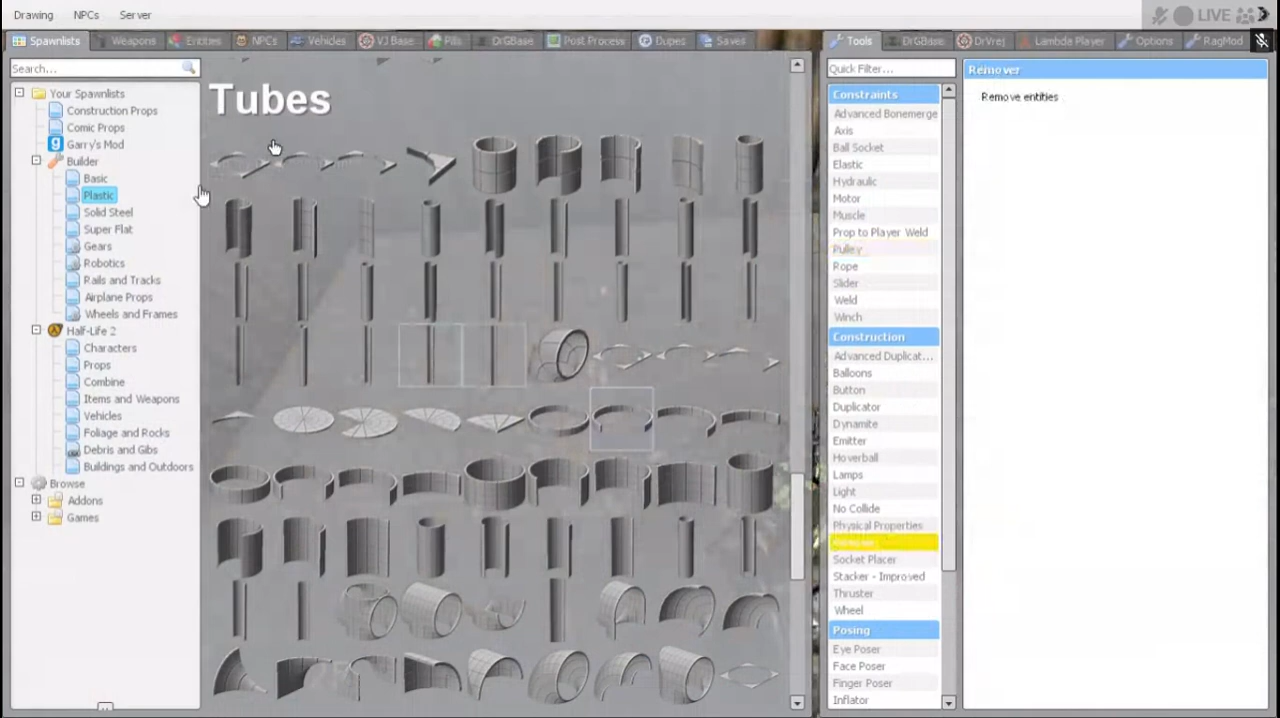 Drawing NPCs Server
LIVE
Spawnlists Weapons Entities NPCs Vehicles VJ Base Pills DrGBase Post Process Dupes Saves
Tools DrGBase DrVrej Lambda Player Options RagMod
Search...
Your Spawnlists
Construction Props
Comic Props
Garry's Mod
Builder
Basic
Plastic
Solid Steel
Super Flat
Gears
Robotics
Rails and Tracks
Airplane Props
Wheels and Frames
Half-Life 2
Characters
Props
Combine
Items and Weapons
Vehicles
Foliage and Rocks
Debris and Gibs
Buildings and Outdoors
Browse
Addons
Games
Tubes
Quick Filter...
Constraints
Advanced Bonemerge
Axis
Ball Socket
Elastic
Hydraulic
Motor
Muscle
Prop to Player Weld
Pulley
Rope
Slider
Weld
Winch
Construction
Advanced Duplicat...
Balloons
Button
Duplicator
Dynamite
Emitter
Hoverball
Lamps
Light
No Collide
Physical Properties
Remover
Socket Placer
Stacker - Improved
Thruster
Wheel
Posing
Eye Poser
Face Poser
Finger Poser
Inflator
Remover
Remove entities